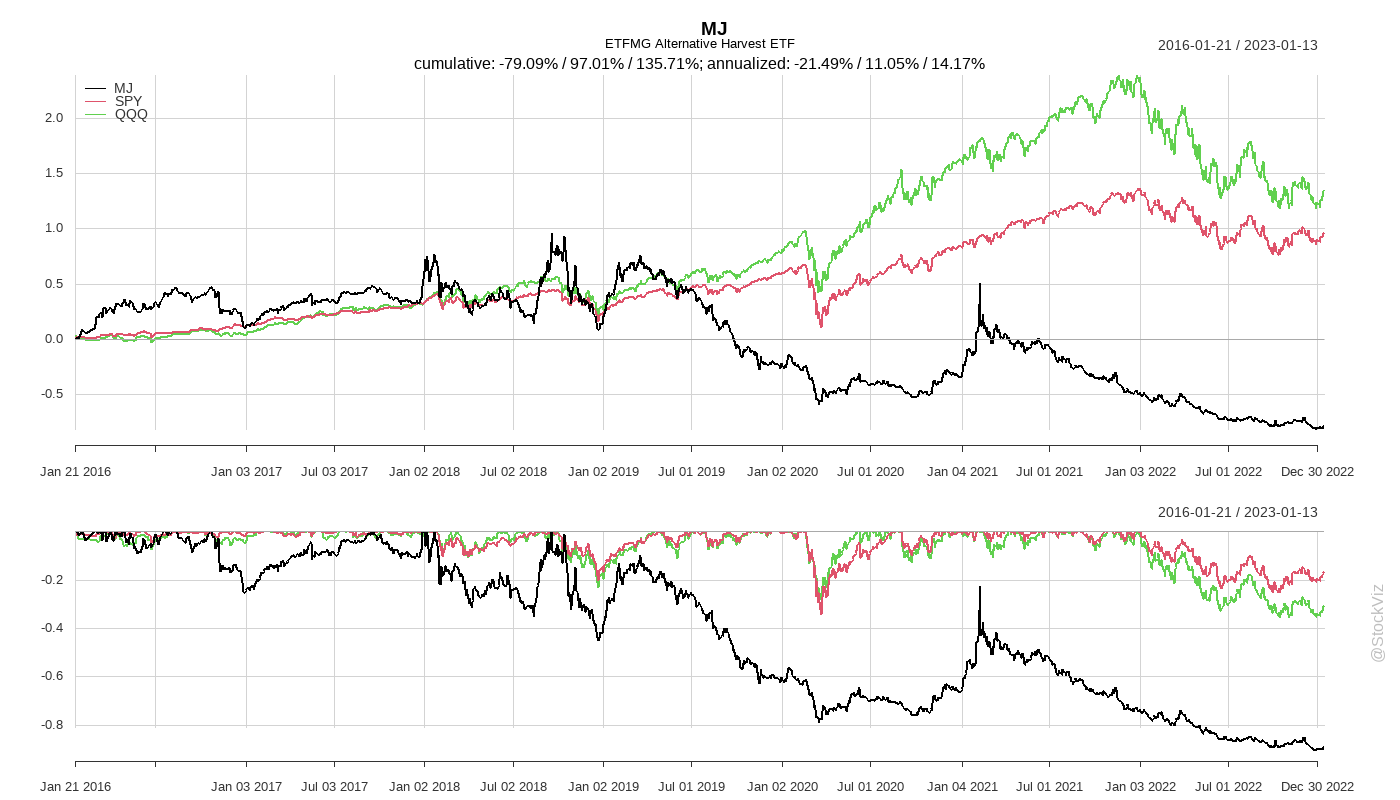 MJ
ETFMG Alternative Harvest ETF
2016-01-21 / 2023-01-13
cumulative: -79.09% / 97.01% / 135.71%; annualized: -21.49% / 11.05% / 14.17%
MJ
SPY
QQQ
2.0
1.5
1.0
0.5
0.0
-0.5
Jan 21 2016 Jan 03 2017 Jul 03 2017 Jan 02 2018 Jul 02 2018 Jan 02 2019 Jul 01 2019 Jan 02 2020 Jul 01 2020 Jan 04 2021 Jul 01 2021 Jan 03 2022 Jul 01 2022 Dec 30 2022
2016-01-21 / 2023-01-13
-0.2
-0.4
-0.6
-0.8
Jan 21 2016 Jan 03 2017 Jul 03 2017 Jan 02 2018 Jul 02 2018 Jan 02 2019 Jul 01 2019 Jan 02 2020 Jul 01 2020 Jan 04 2021 Jul 01 2021 Jan 03 2022 Jul 01 2022 Dec 30 2022
@StockViz